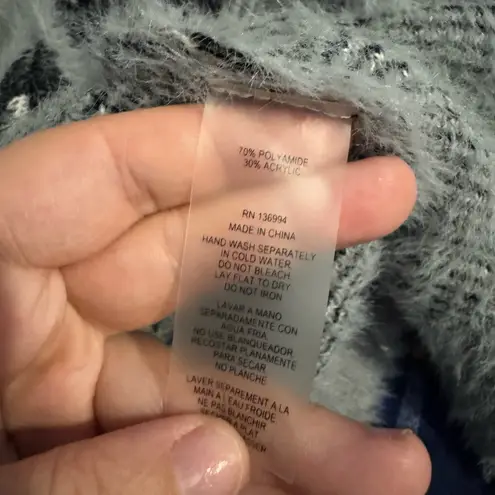 70% POLYAMIDE
30% ACRYLIC
RN 136994
MADE IN CHINA
HAND WASH SEPARATELY
IN COLD WATER
DO NOT BLEACH
LAY FLAT TO DRY
DO NOT IRON
LAVAR A MANO
SEPARADAMENTE CON
AGUA FRIA
NO USE BLANQUEADOR
RECOSTAR PLANAMENTE
PARA SECAR
NO PLANCHE
LAVER SEPAREMENT A LA
MAIN A L EAU FROIDE
NE PAS BLANCHIR
A PLAT